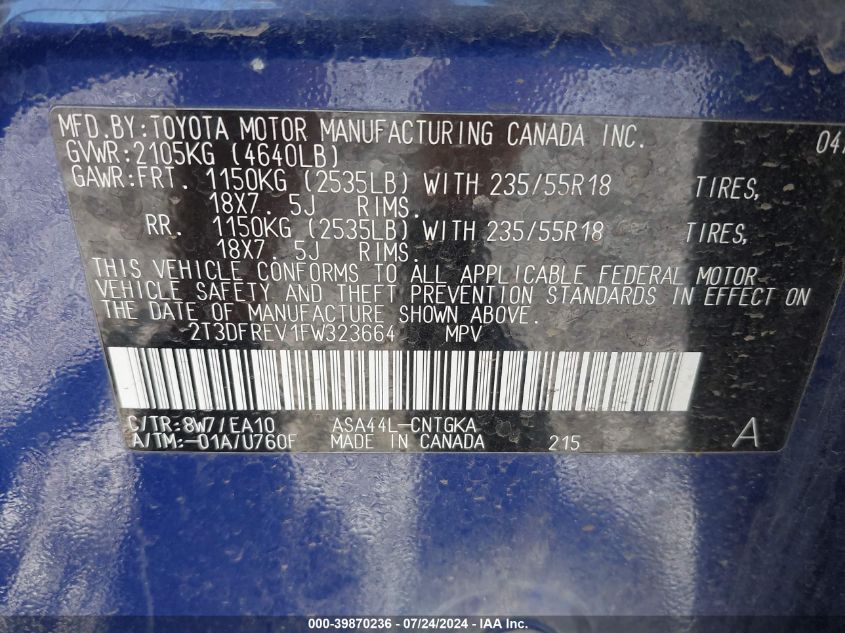 MFD.BY:TOYOTA MOTOR MANUFACTURING CANADA INC. 04/
GVWR:2105KG (4640LB)
GAWR:FRT. 1150KG (2535LB) WITH 235/55R18 TIRES,
18X7. 5J RIMS.
RR. 1150KG (2535LB) WITH 235/55R18 TIRES,
18X7. 5J RIMS.
THIS VEHICLE CONFORMS TO ALL APPLICABLE FEDERAL MOTOR
VEHICLE SAFETY AND THEFT PREVENTION STANDARDS IN EFFECT ON
THE DATE OF MANUFACTURE SHOWN ABOVE.
2T3DFREV1FW323664 MPV
C/TR:8W7/EA10 ASA44L-CNTGKA
A/TM:-01A/U760F MADE IN CANADA 215 A
000-39870236 / 07/24/2024 - IAA Inc.